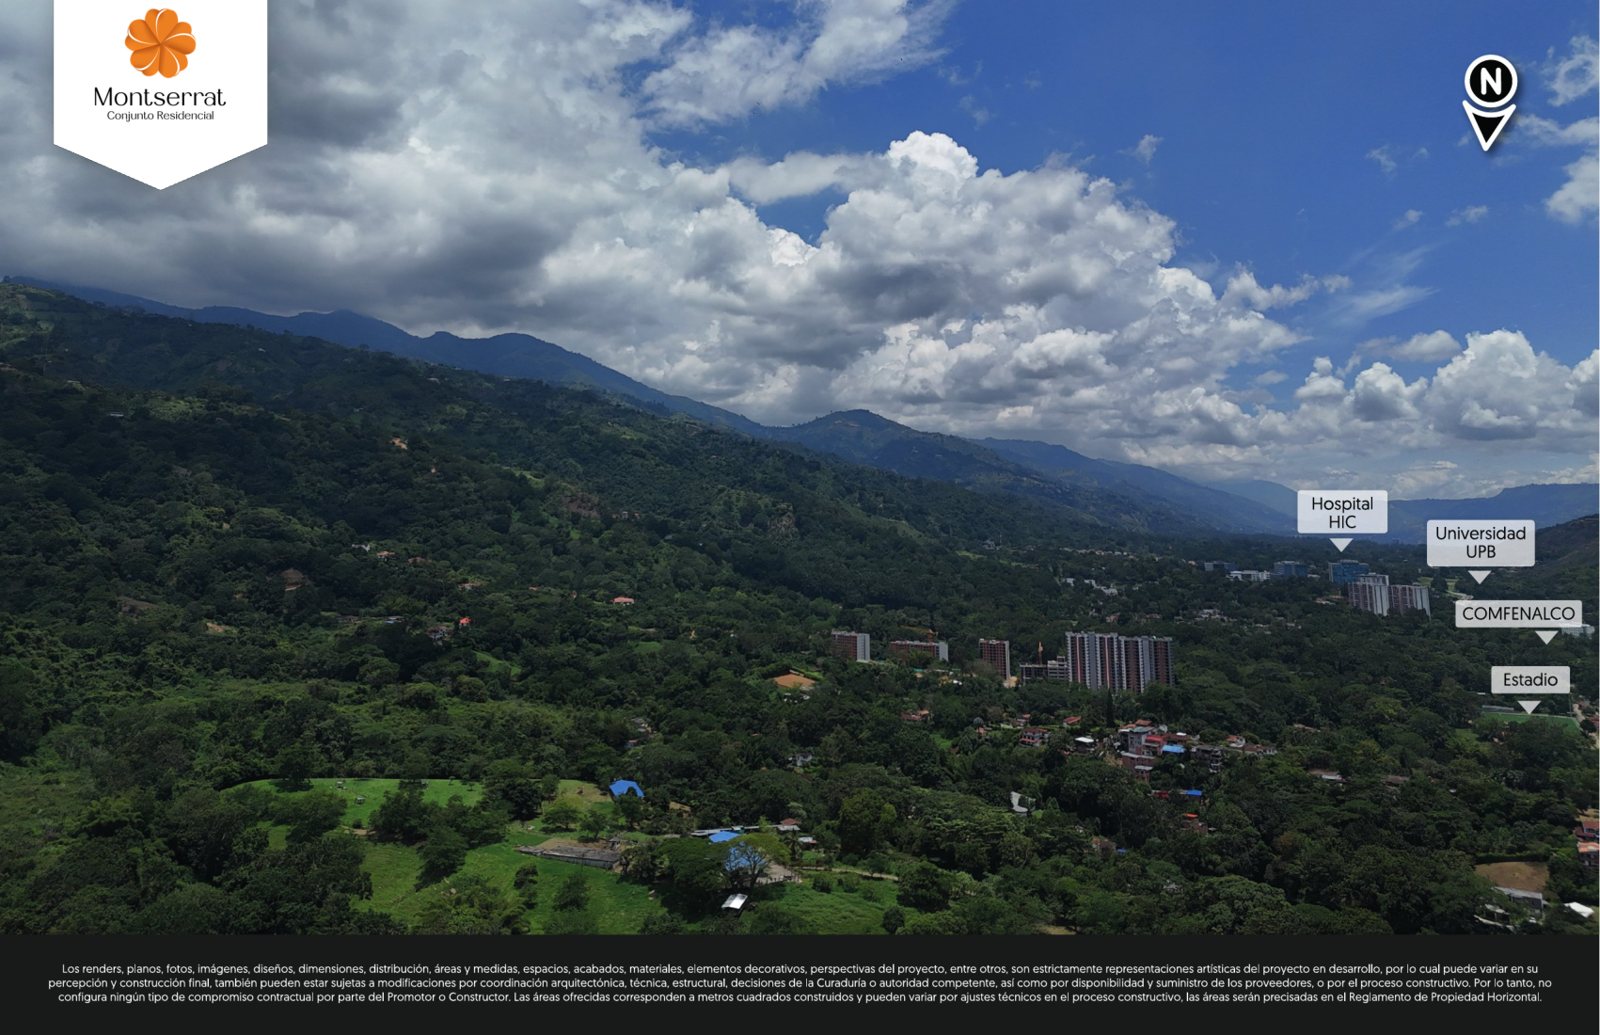 Montserrat
Conjunto Residencial
N
Hospital
HIC
Universidad
UPB
COMFENALCO
Estadio
Los renders, planos, fotos, imágenes, diseños, dimensiones, distribución, áreas y medidas, espacios, acabados, materiales, elementos decorativos, perspectivas del proyecto, entre otros, son estrictamente representaciones artísticas del proyecto en desarrollo, por lo cual puede variar en su
percepción y construcción final, también pueden estar sujetas a modificaciones por coordinación arquitectónica, técnica, estructural, decisiones de la Curaduría o autoridad competente, así como por disponibilidad y suministro de los proveedores, o por el proceso constructivo. Por lo tanto, no
configura ningún tipo de compromiso contractual por parte del Promotor o Constructor. Las áreas ofrecidas corresponden a metros cuadrados construidos y pueden variar por ajustes técnicos en el proceso constructivo, las áreas serán precisadas en el Reglamento de Propiedad Horizontal.